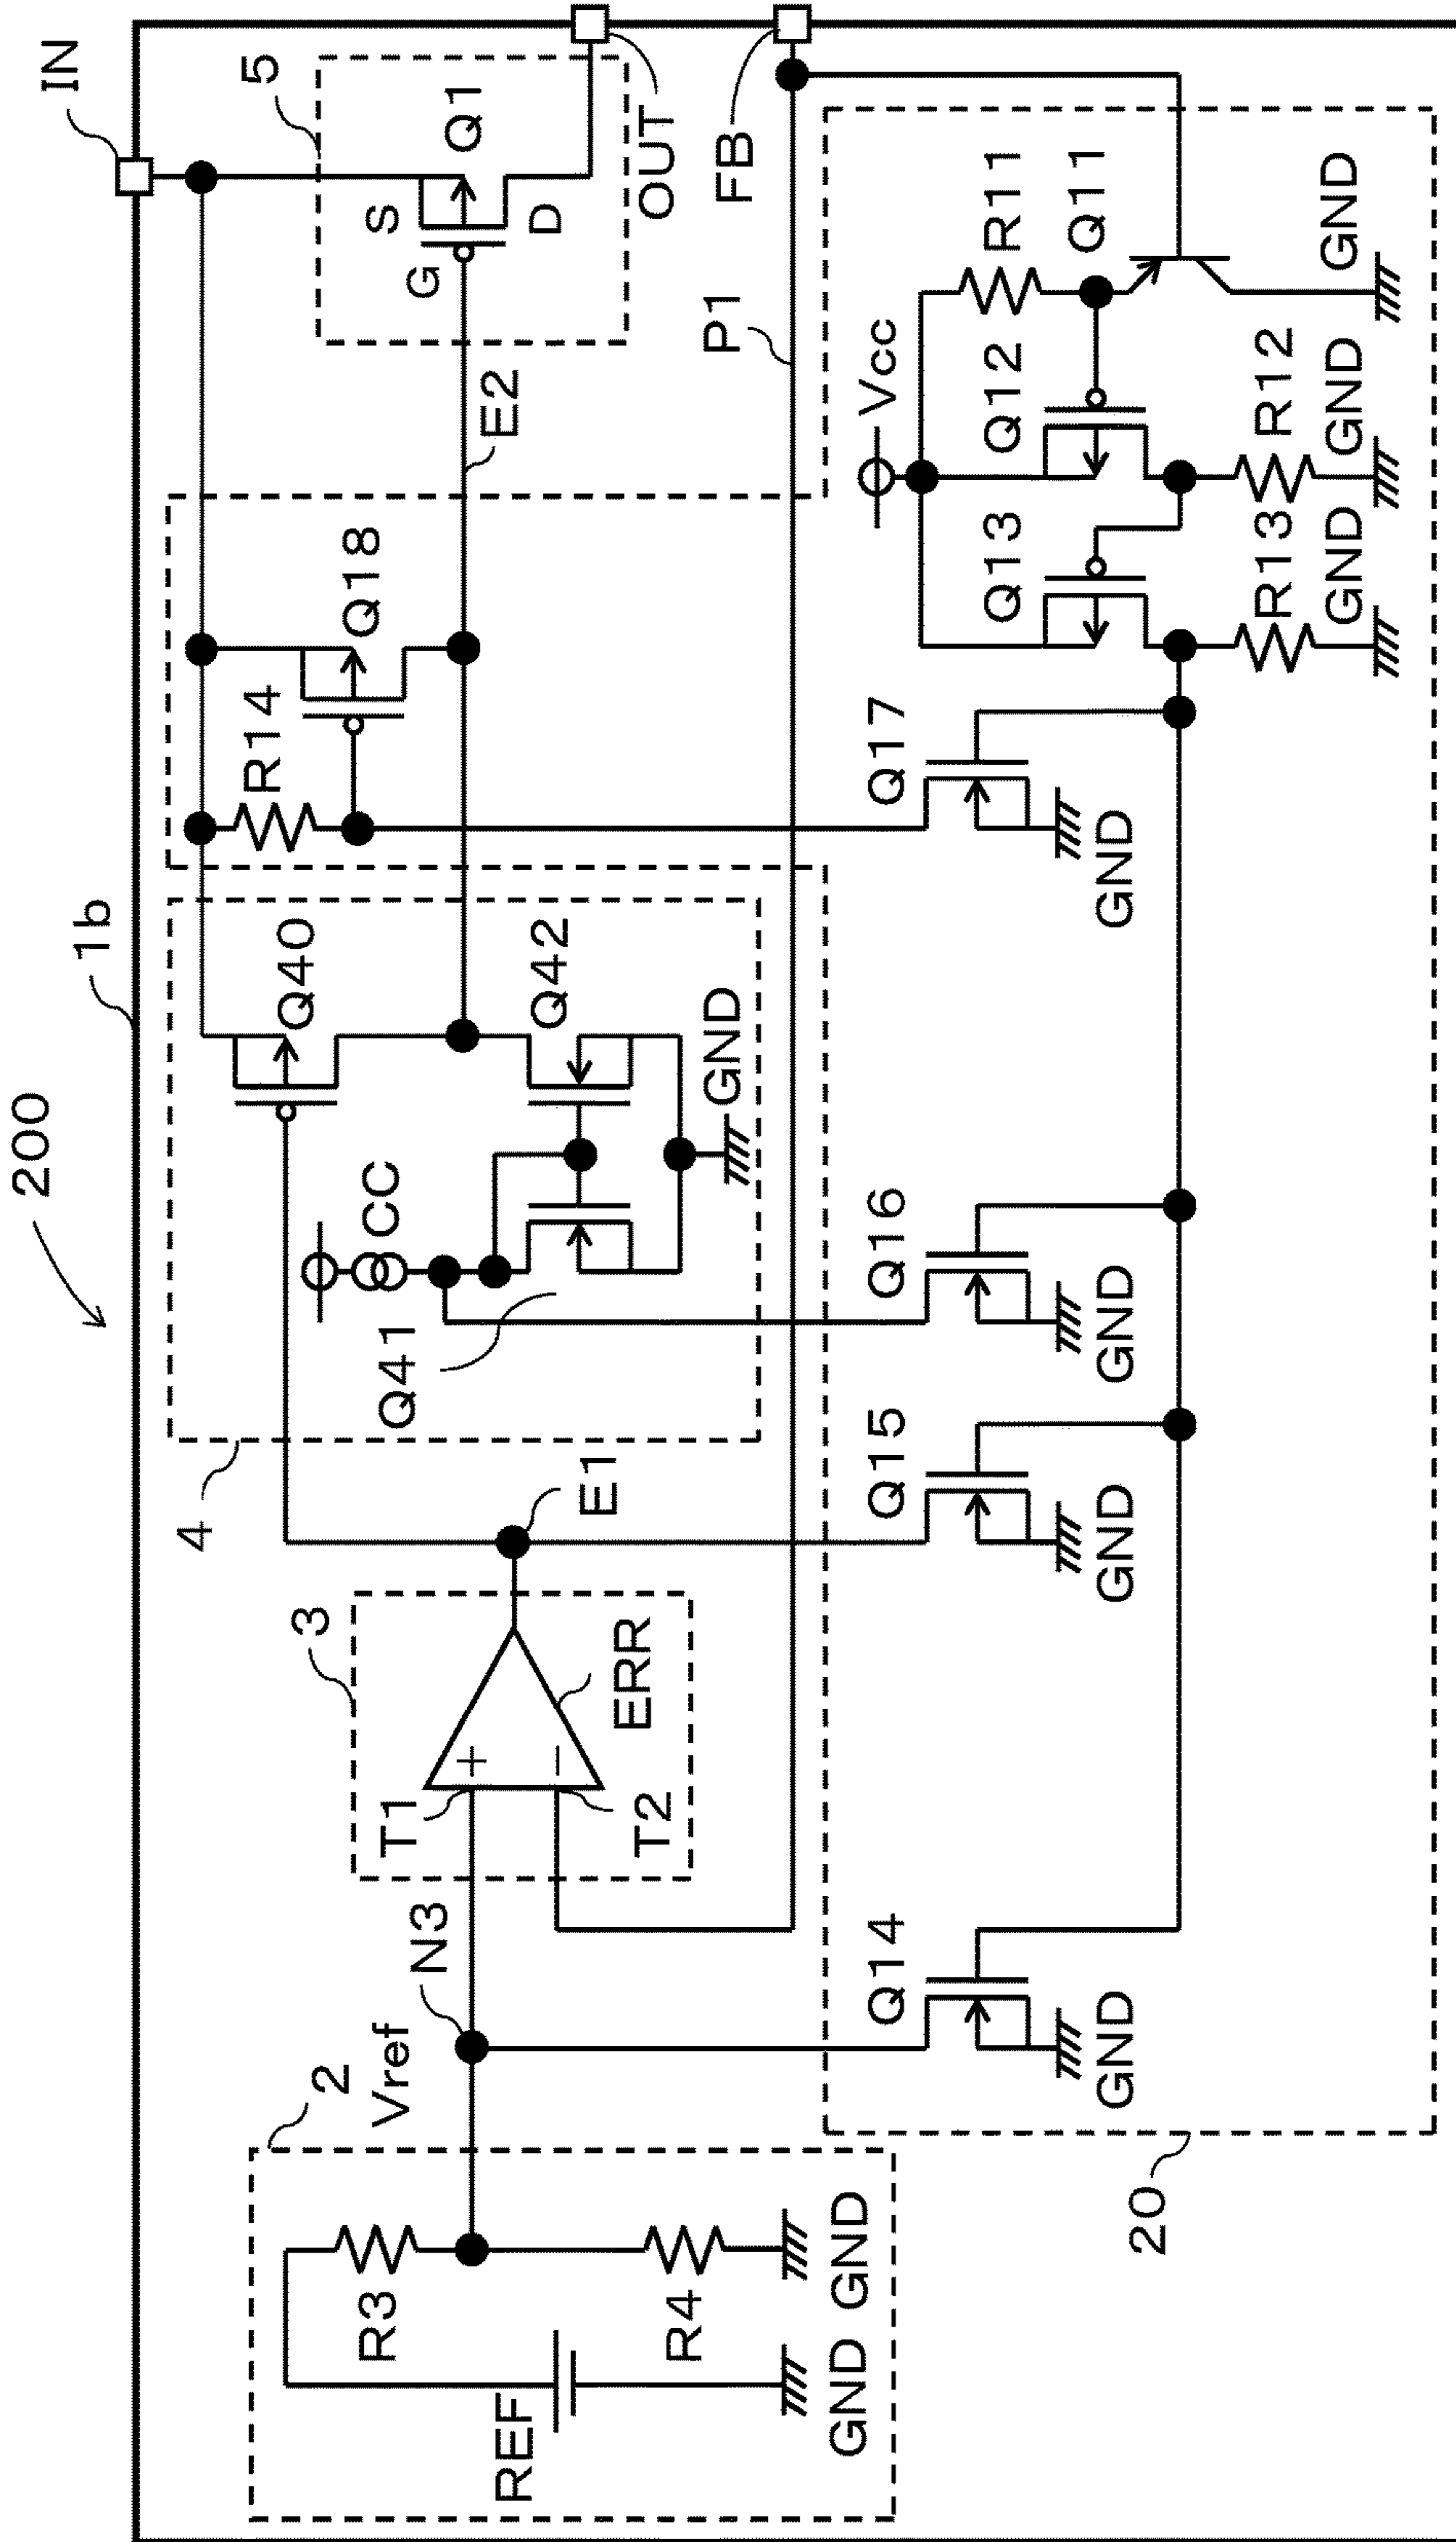 200
1b
IN
5
Q1
S
G
D
OUT
FB
E2
P1
Q18
R14
Q40
Q42
GND
CC
Q41
4
E1
3
ERR
T1
T2
+
−
N3
2
Vref
R3
R4
GND
REF
GND
Vcc
R11
Q11
GND
Q12
R12
GND
Q13
R13
GND
Q17
GND
Q16
GND
Q15
GND
Q14
GND
20